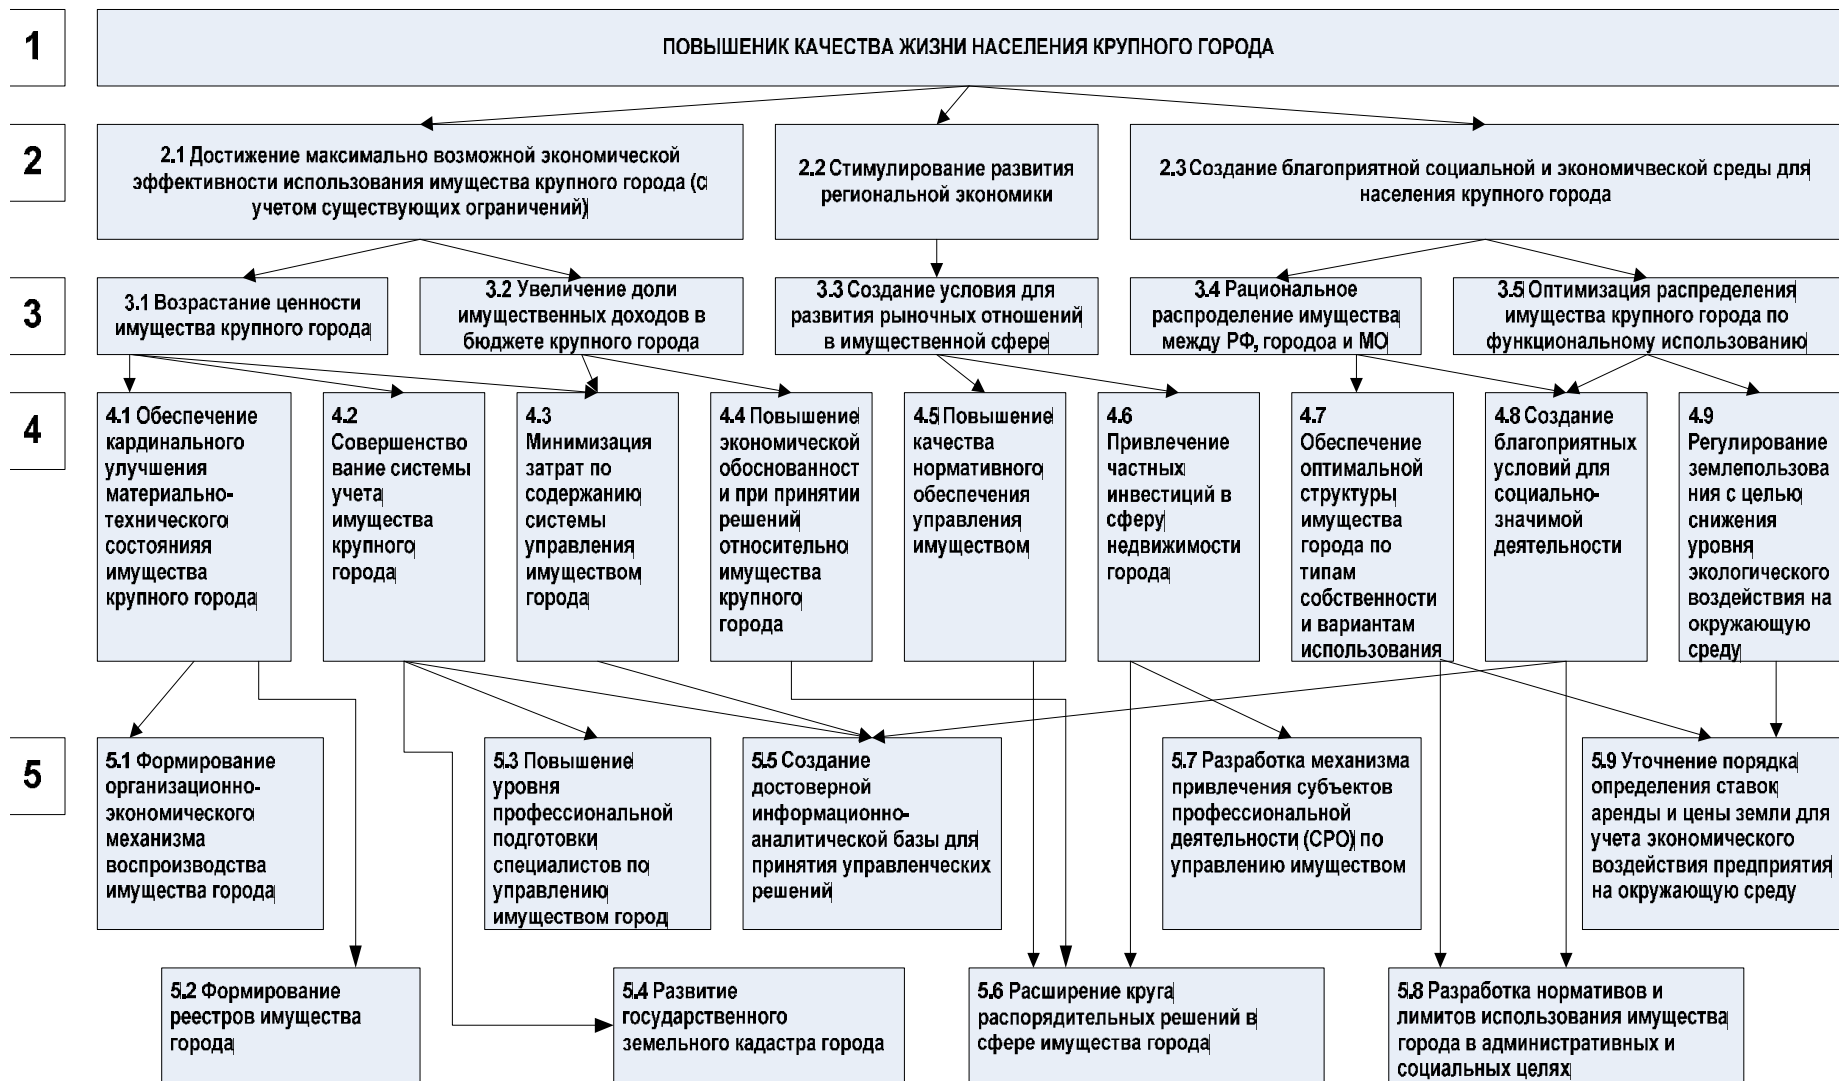 1
ПОВЫШЕНИК КАЧЕСТВА ЖИЗНИ НАСЕЛЕНИЯ КРУПНОГО ГОРОДА
2
2.1 Достижение максимально возможной экономической
эффективности использования имущества крупного города (с
учетом существующих ограничений)
2.2 Стимулирование развития
региональной экономики
2.3 Создание благоприятной социальной и экономичвеской среды для
населения крупного города
3
3.1 Возрастание ценности
имущества крупного города
3.2 Увеличение доли
имущественных доходов в
бюджете крупного города
3.3 Создание условия для
развития рыночных отношений
в имущественной сфере
3.4 Рациональное
распроделение имущества
между РФ, городоа и МО
3.5 Оптимизация распределения
имущества крупного города по
функциональному использованию
4
4.1 Обеспечение
кардинального
улучшения
материально-
технического
состоянияя
имущества
крупного города
4.2
Совершенство
вание системы
учета
имущества
крупного
города
4.3
Минимизация
затрат по
содержанию
системы
управления
имуществом
города
4.4 Повышение
экономической
обоснованност
и при принятии
решений
относительно
имущества
крупного
города
4.5 Повышение
качества
нормативного
обеспечения
управления
имуществом
4.6
Привлечение
частных
инвестиций в
сферу
недвижимости
города
4.7
Обеспечение
оптимальной
структуры
имущества
города по
типам
собственности
и вариантам
использования
4.8 Создание
благоприятных
условий для
социально-
значимой
деятельности
4.9
Регулирование
землепользова
ния с целью
снижения
уровня
экологического
воздействия на
окружающую
среду
5
5.1 Формирование
организационно-
экономического
механизма
воспроизводства
имущества города
5.3 Повышение
уровня
профессиональной
подготовки
специалистов по
управлению
имуществом город
5.5 Создание
достоверной
информационно-
аналитической базы для
принятия управленческих
решений
5.7 Разработка механизма
привлечения субъектов
профессиональной
деятельности (СРО) по
управлению имуществом
5.9 Уточнение порядка
определения ставок
аренды и цены земли для
учета экономического
воздействия предприятия
на окружающую среду
5.2 Формирование
реестров имущества
города
5.4 Развитие
государственного
земельного кадастра города
5.6 Расширение круга
распорядительных решений в
сфере имущества города
5.8 Разработка нормативов и
лимитов использования имущества
города в административных и
социальных целях